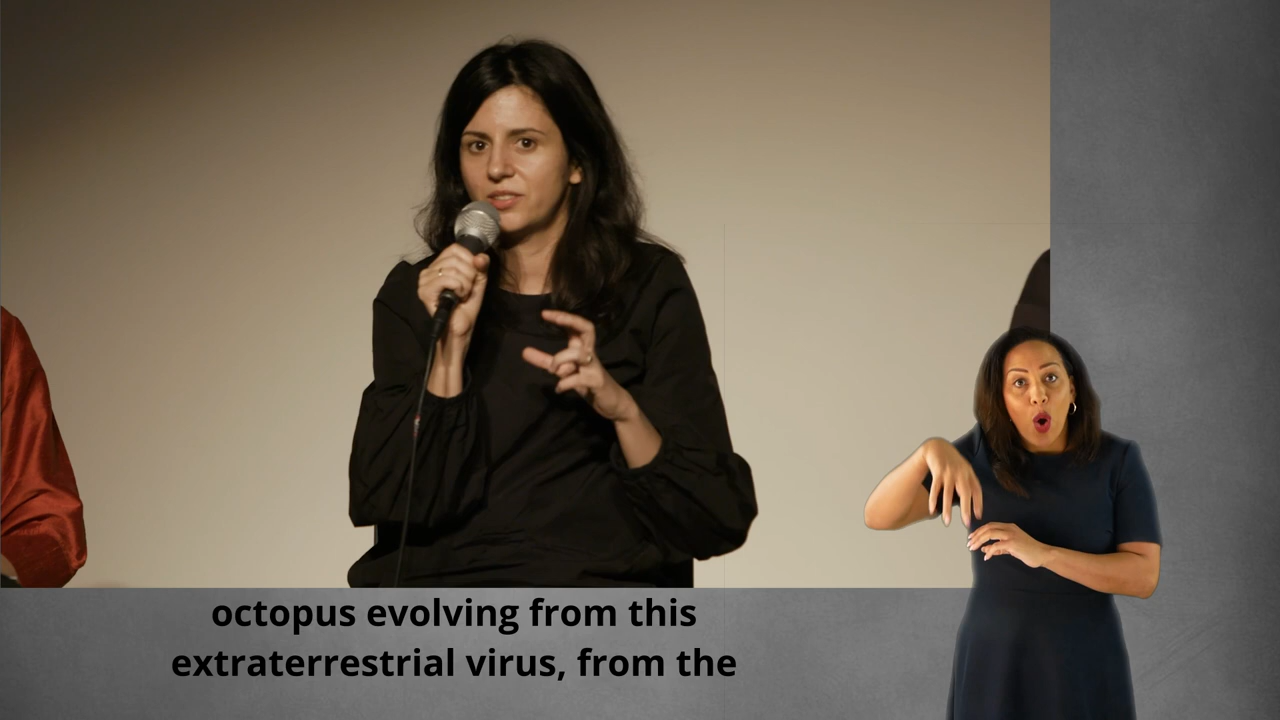 octopus evolving from this
extraterrestrial virus, from the